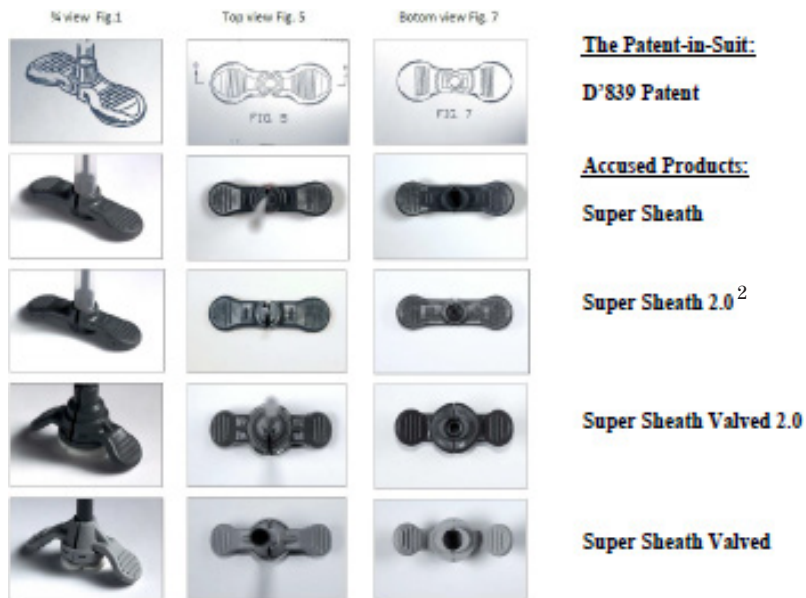 ¾ view Fig.1
Top view Fig. 5
Bottom view Fig. 7
The Patent-in-Suit:
D'839 Patent
FIG. 5
FIG. 7
Accused Products:
Super Sheath
Super Sheath 2.0 2
Super Sheath Valved 2.0
Super Sheath Valved